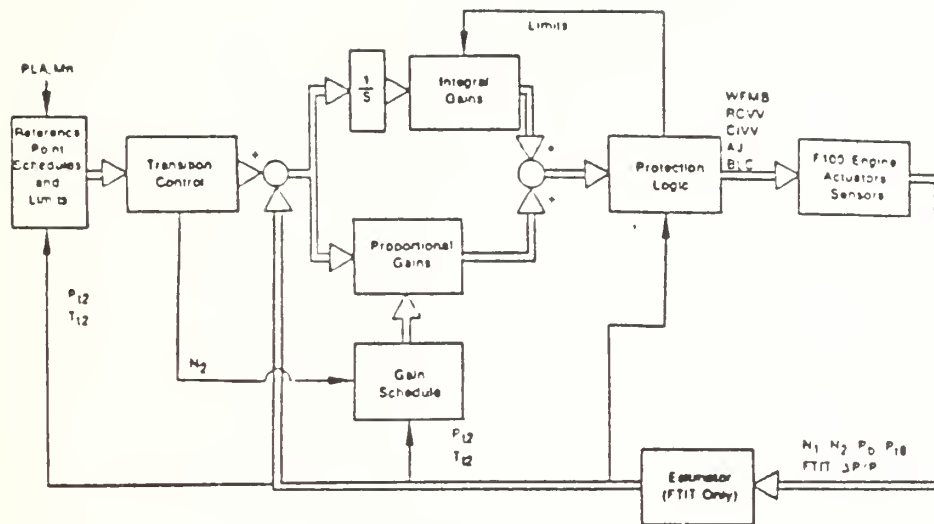 Limits
PLA, Mn
Reference
Point
Schedules
and
Limits
Transition
Control
+
1
S
Integral
Gains
+
+
Proportional
Gains
Protection
Logic
WFMB
RCVV
CIVV
AJ
BLC
F100 Engine
Actuators
Sensors
Pt2
Tt2
N2
Gain
Schedule
Pt2
Tt2
Estimator
(FTIT Only)
N1 N2 Pb Pt6
FTIT ΔP/P